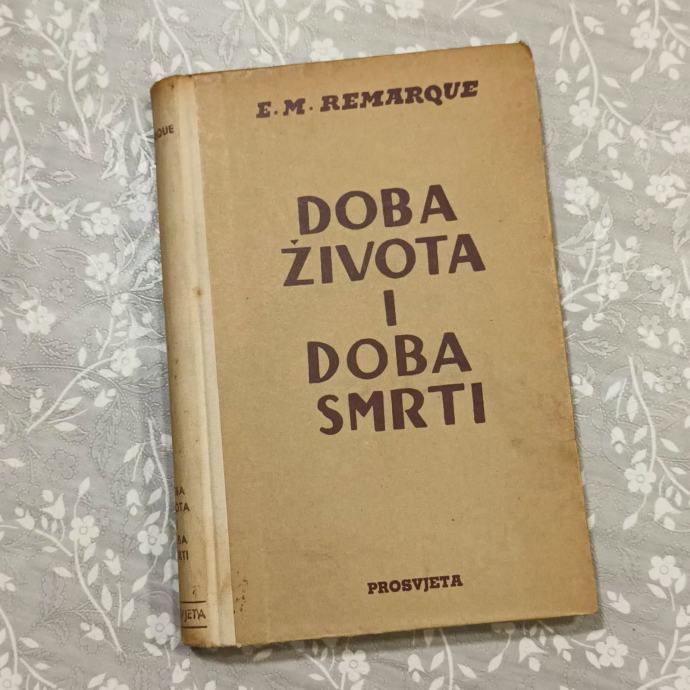 E. M. REMARQUE
DOBA
ŽIVOTA
I
DOBA
SMRTI
PROSVJETA